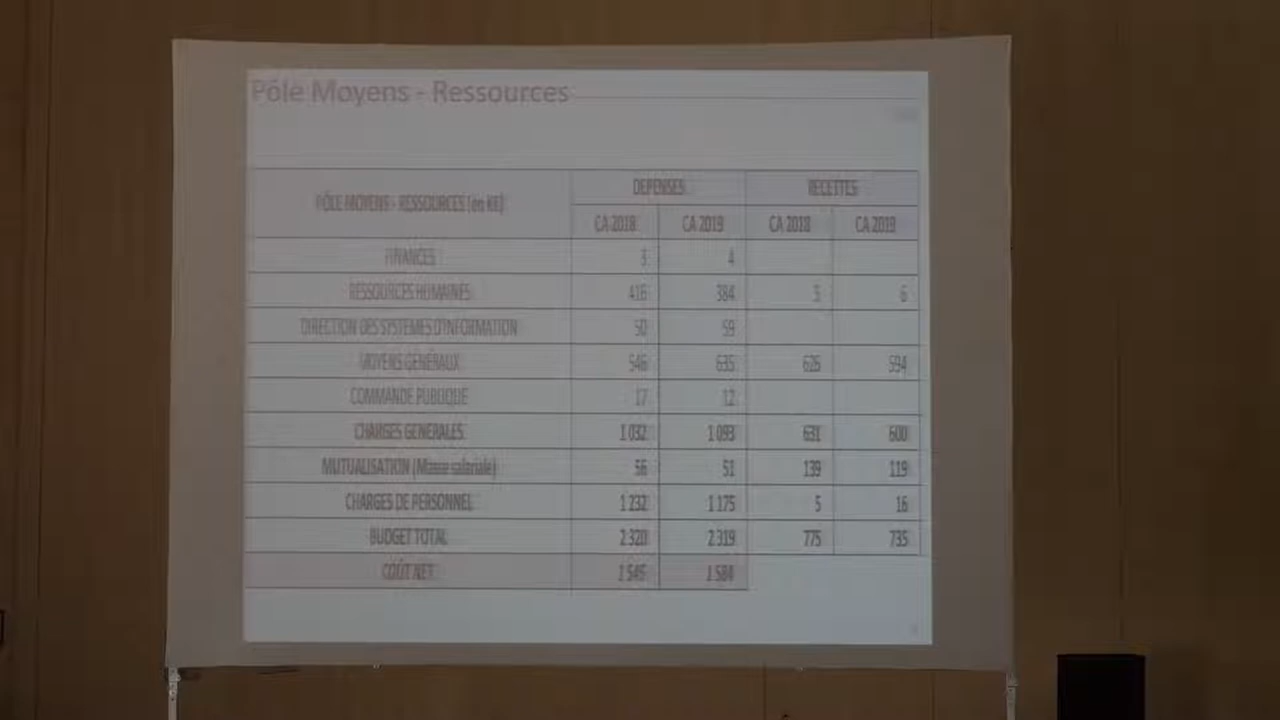 Pôle Moyens - Ressources
DEPENSES RECETTES
PÔLE MOYENS - RESSOURCES (en K€)
CA 2018 CA 2019 CA 2018 CA 2019
FINANCES 3 4
RESSOURCES HUMAINES 416 384 5 6
DIRECTION DES SYSTEMES D'INFORMATION 50 59
MOYENS GENERAUX 546 635 626 594
COMMANDE PUBLIQUE 17 12
CHARGES GENERALES 1 032 1 093 631 600
MUTUALISATION (Masse salariale) 56 51 139 119
CHARGES DE PERSONNEL 1 232 1 175 5 16
BUDGET TOTAL 2 320 2 319 775 735
COÛT NET 1 545 1 584